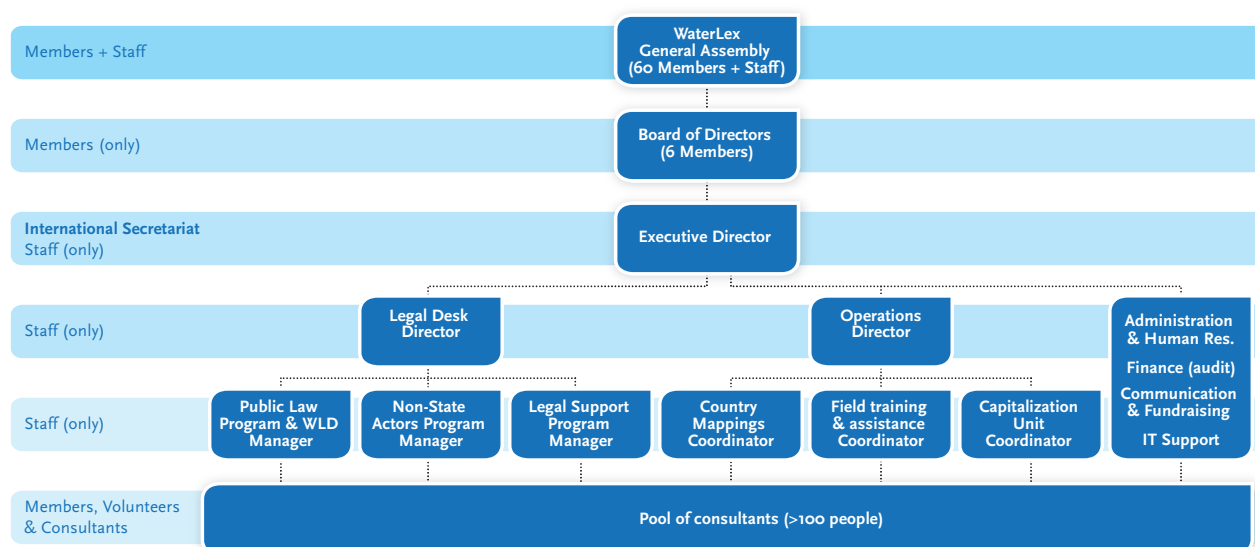 Members + Staff
WaterLex
General Assembly
(60 Members + Staff)
Members (only)
Board of Directors
(6 Members)
International Secretariat
Staff (only)
Executive Director
Staff (only)
Legal Desk
Director
Operations
Director
Administration
& Human Res.
Finance (audit)
Communication
& Fundraising
IT Support
Staff (only)
Public Law
Program & WLD
Manager
Non-State
Actors Program
Manager
Legal Support
Program
Manager
Country
Mappings
Coordinator
Field training
& assistance
Coordinator
Capitalization
Unit
Coordinator
Members, Volunteers
& Consultants
Pool of consultants (>100 people)